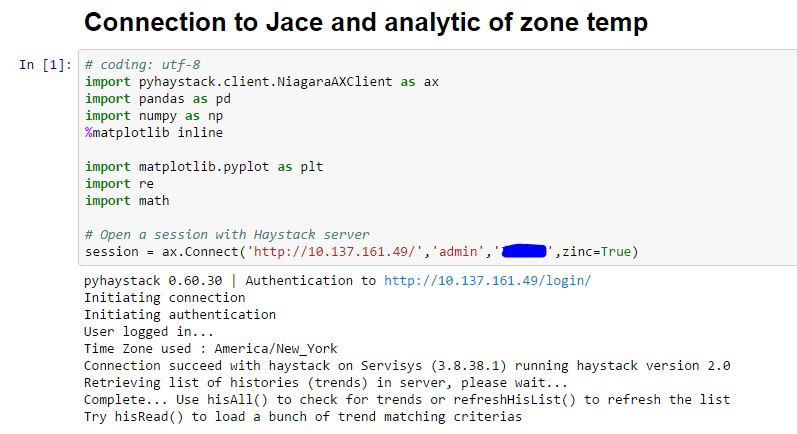 Connection to Jace and analytic of zone temp
In [1]: # coding: utf-8
import pyhaystack.client.NiagaraAXClient as ax
import pandas as pd
import numpy as np
%matplotlib inline
import matplotlib.pyplot as plt
import re
import math
# Open a session with Haystack server
session = ax.Connect('http://10.137.161.49/','admin','',zinc=True)
pyhaystack 0.60.30 | Authentication to http://10.137.161.49/login/
Initiating connection
Initiating authentication
User logged in...
Time Zone used : America/New_York
Connection succeed with haystack on Servisys (3.8.38.1) running haystack version 2.0
Retrieving list of histories (trends) in server, please wait...
Complete... Use hisAll() to check for trends or refreshHisList() to refresh the list
Try hisRead() to load a bunch of trend matching criterias